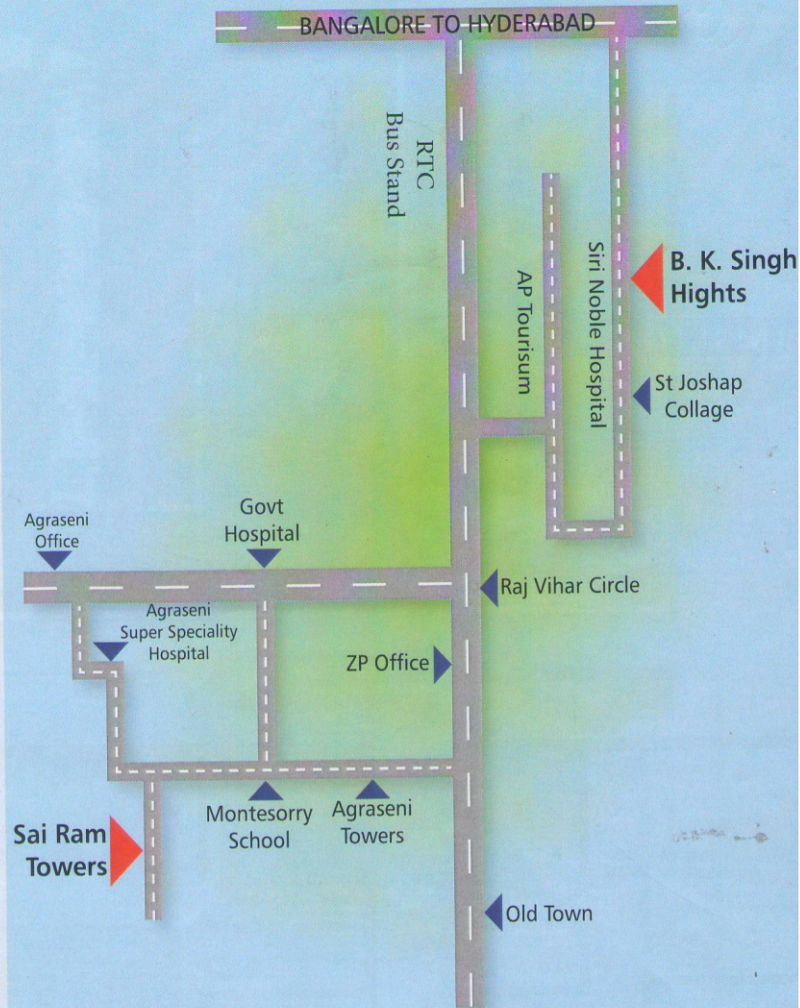 BANGALORE TO HYDERABAD
RTC
Bus Stand
AP Tourisum
Siri Noble Hospital
B. K. Singh
Hights
St Joshap
Collage
Govt
Hospital
Agraseni
Office
Raj Vihar Circle
Agraseni
Super Speciality
Hospital
ZP Office
Montesorry
School
Agraseni
Towers
Sai Ram
Towers
Old Town